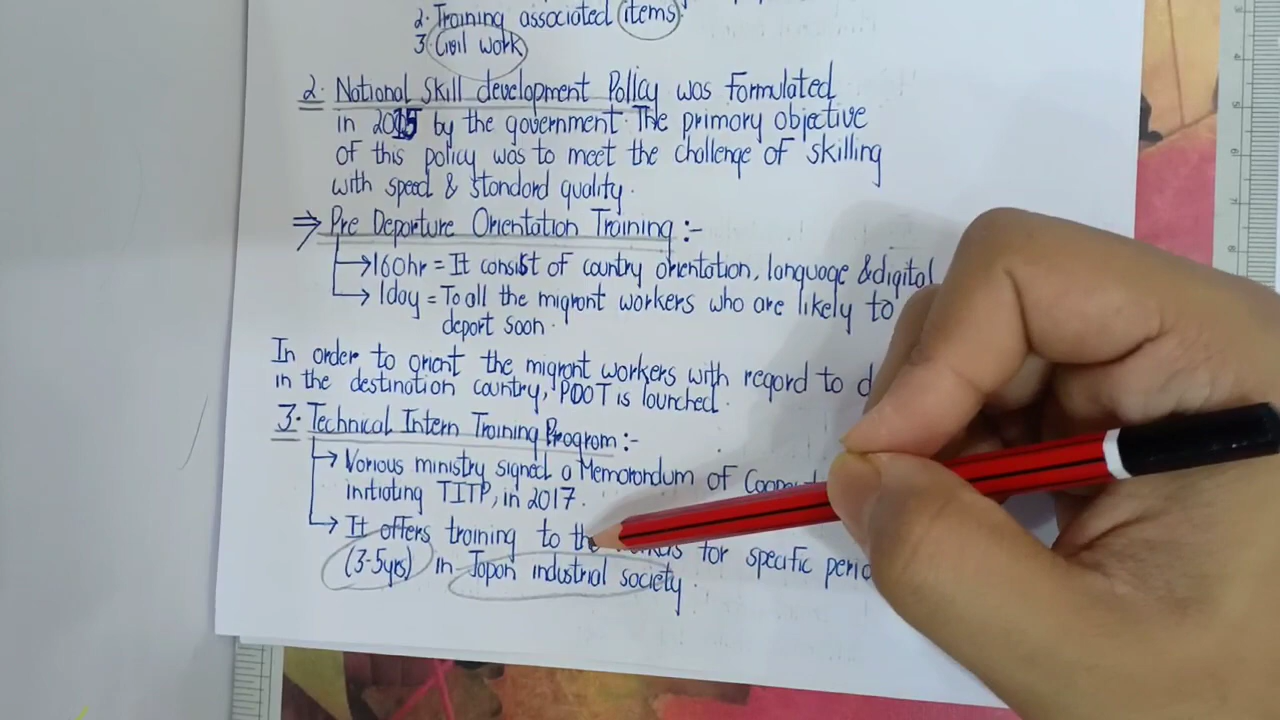 2. Training associated items.
3. Civil work
2. National Skill development Policy was formulated
in 2015 by the government. The primary objective
of this policy was to meet the challenge of skilling
with speed & standard quality.
⇒ Pre Departure Orientation Training :-
→ 160hr = It consist of country orientation, language & digital
→ 1day = To all the migrant workers who are likely to
depart soon.
In order to orient the migrant workers with regard to
in the destination country, PDOT is launched.
3. Technical Intern Training Program :-
→ Various ministry signed a Memorandum of
initiating TITP, in 2017.
→ It offers training to the for specific
(3-5yrs) in Japan industrial society.